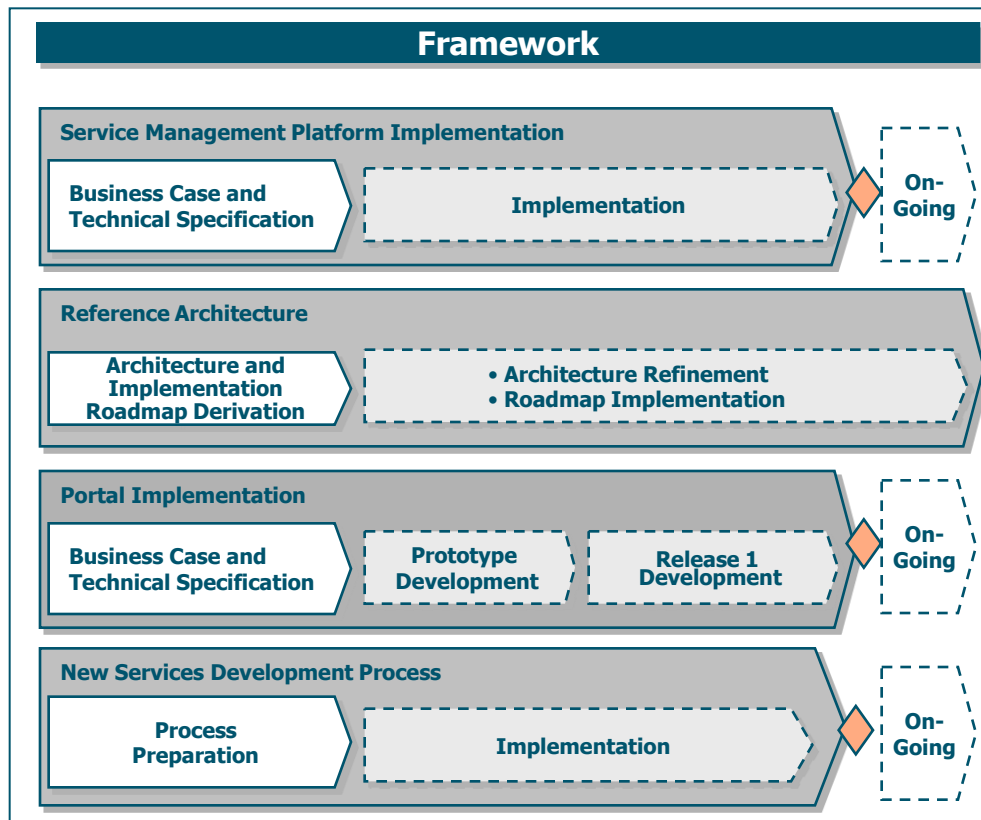 Framework
Service Management Platform Implementation
Business Case and
Technical Specification
Implementation
On-
Going
Reference Architecture
Architecture and
Implementation
Roadmap Derivation
• Architecture Refinement
• Roadmap Implementation
Portal Implementation
Business Case and
Technical Specification
Prototype
Development
Release 1
Development
On-
Going
New Services Development Process
Process
Preparation
Implementation
On-
Going